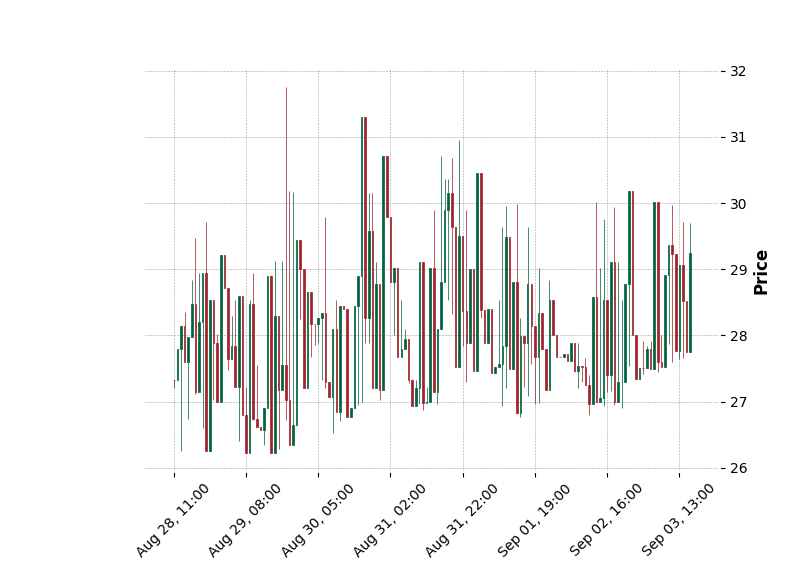 32
31
30
29
28
27
26
Price
Aug 28, 11:00
Aug 29, 08:00
Aug 30, 05:00
Aug 31, 02:00
Aug 31, 22:00
Sep 01, 19:00
Sep 02, 16:00
Sep 03, 13:00